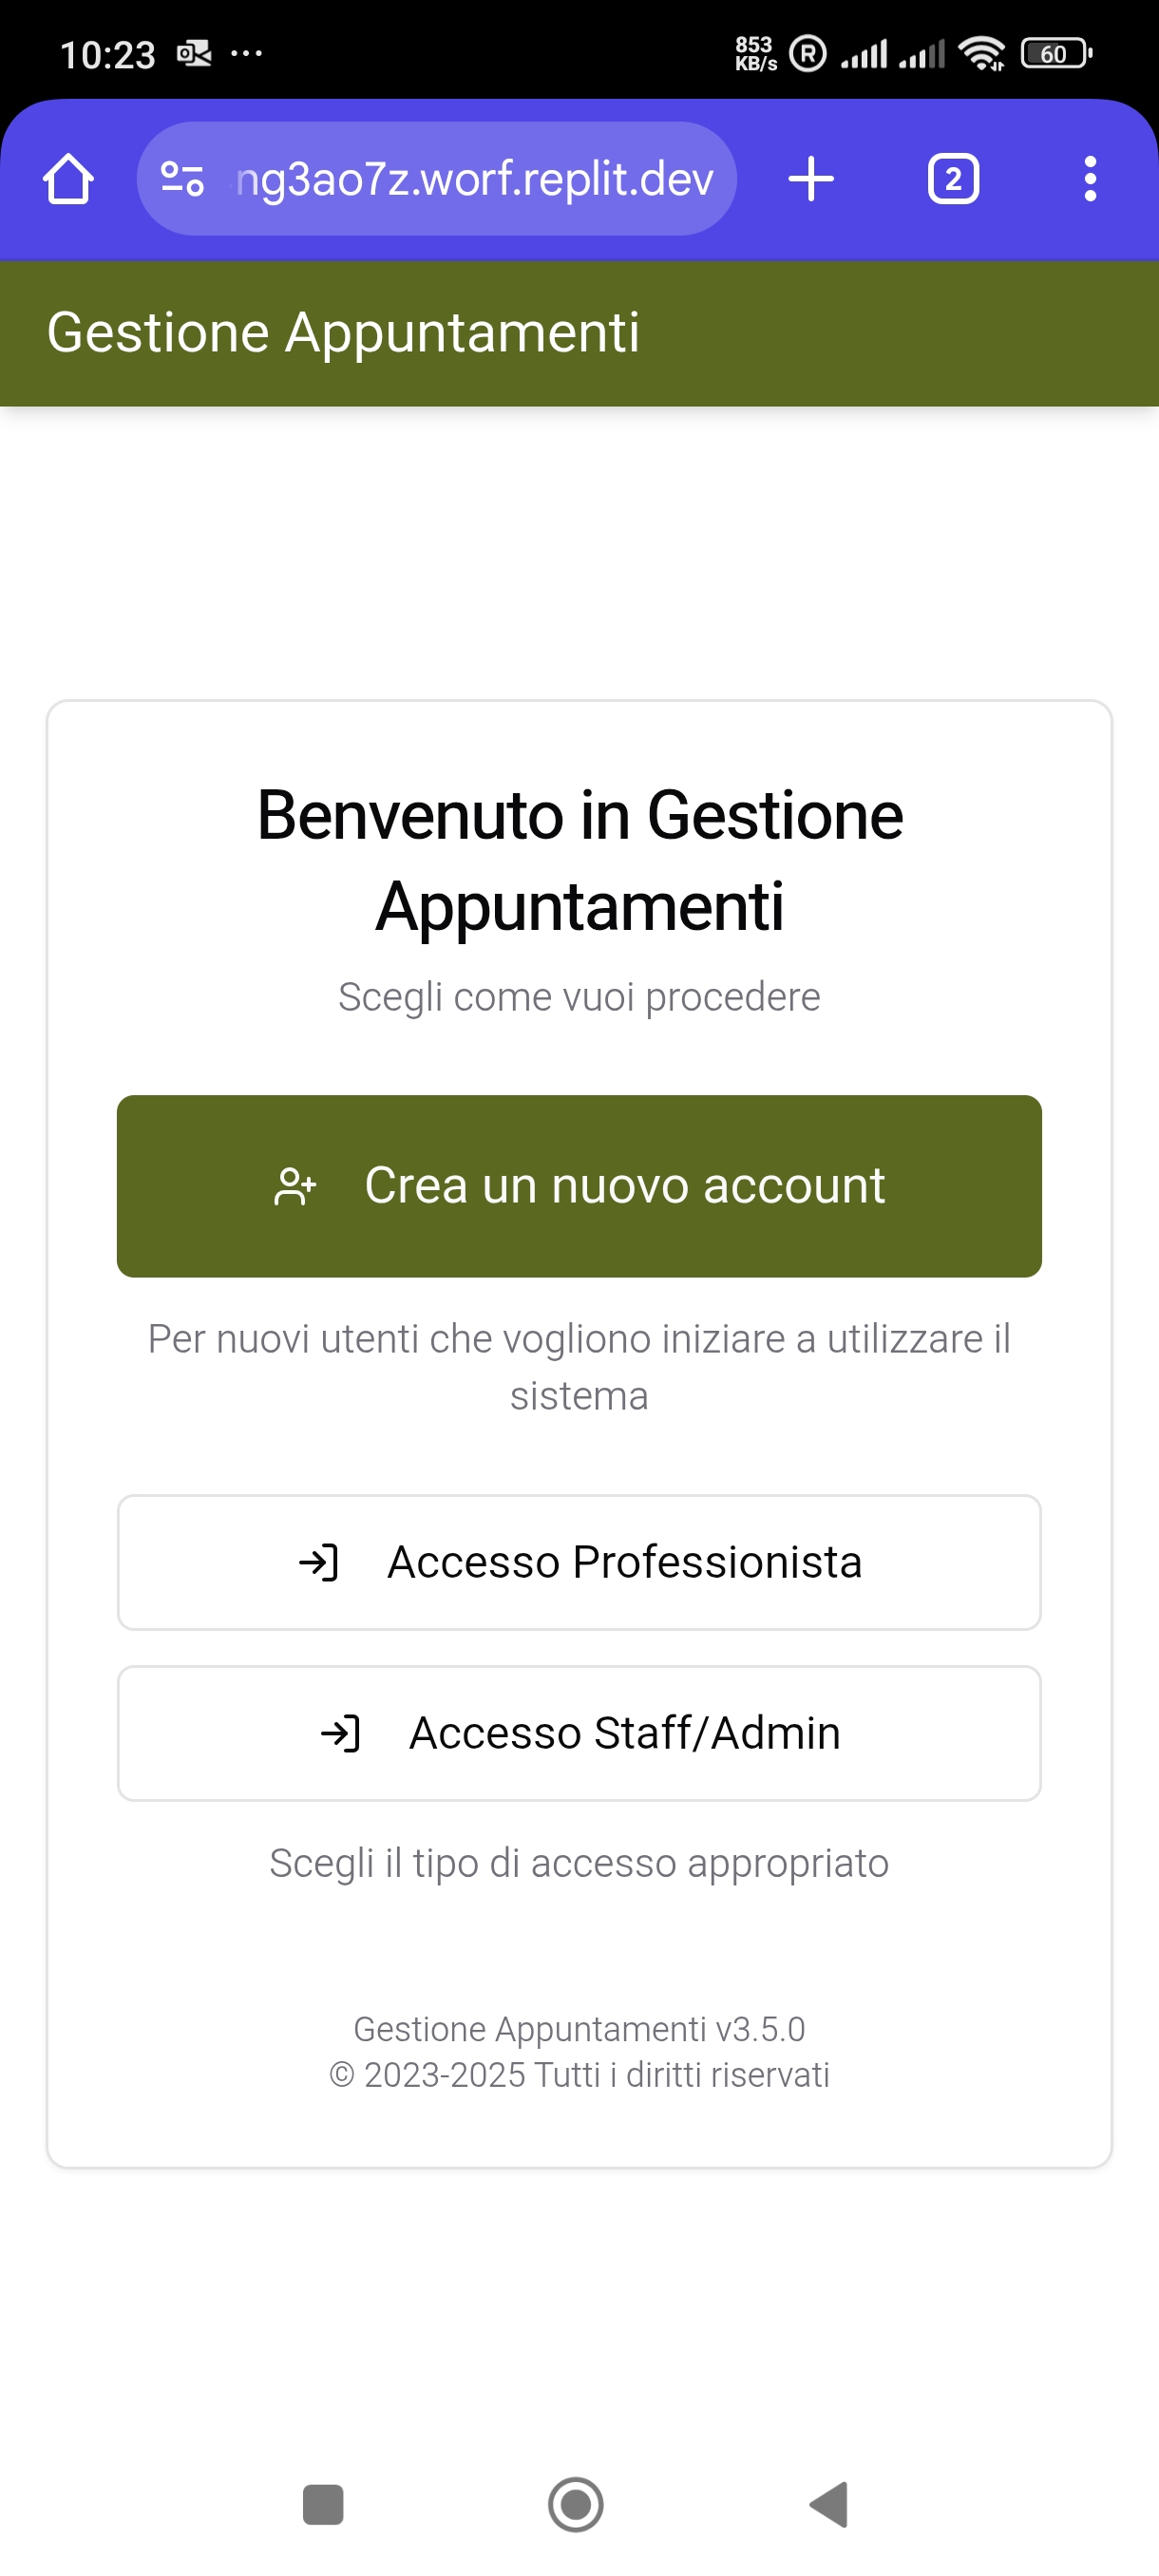 10:23
853
KB/s
R
60
ng3ao7z.worf.replit.dev
2
Gestione Appuntamenti
Benvenuto in Gestione
Appuntamenti
Scegli come vuoi procedere
Crea un nuovo account
Per nuovi utenti che vogliono iniziare a utilizzare il
sistema
Accesso Professionista
Accesso Staff/Admin
Scegli il tipo di accesso appropriato
Gestione Appuntamenti v3.5.0
© 2023-2025 Tutti i diritti riservati